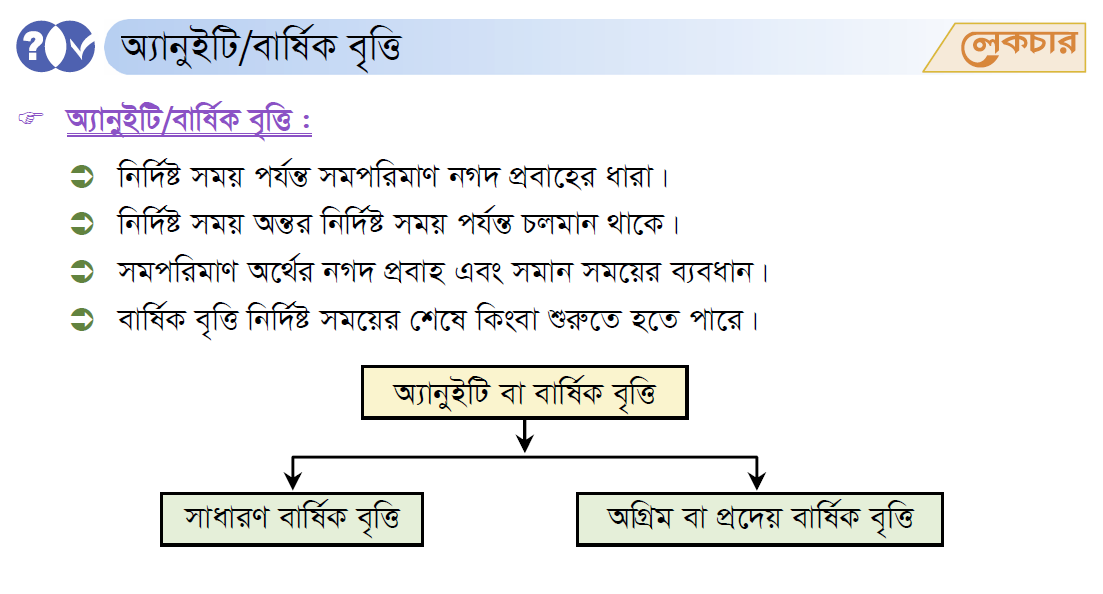 ?
অ্যানুইটি/বার্ষিক বৃত্তি
লেকচার
অ্যানুইটি/বার্ষিক বৃত্তি :
নির্দিষ্ট সময় পর্যন্ত সমপরিমাণ নগদ প্রবাহের ধারা।
নির্দিষ্ট সময় অন্তর নির্দিষ্ট সময় পর্যন্ত চলমান থাকে।
সমপরিমাণ অর্থের নগদ প্রবাহ এবং সমান সময়ের ব্যবধান।
বার্ষিক বৃত্তি নির্দিষ্ট সময়ের শেষে কিংবা শুরুতে হতে পারে।
অ্যানুইটি বা বার্ষিক বৃত্তি
সাধারণ বার্ষিক বৃত্তি
অগ্রিম বা প্রদেয় বার্ষিক বৃত্তি